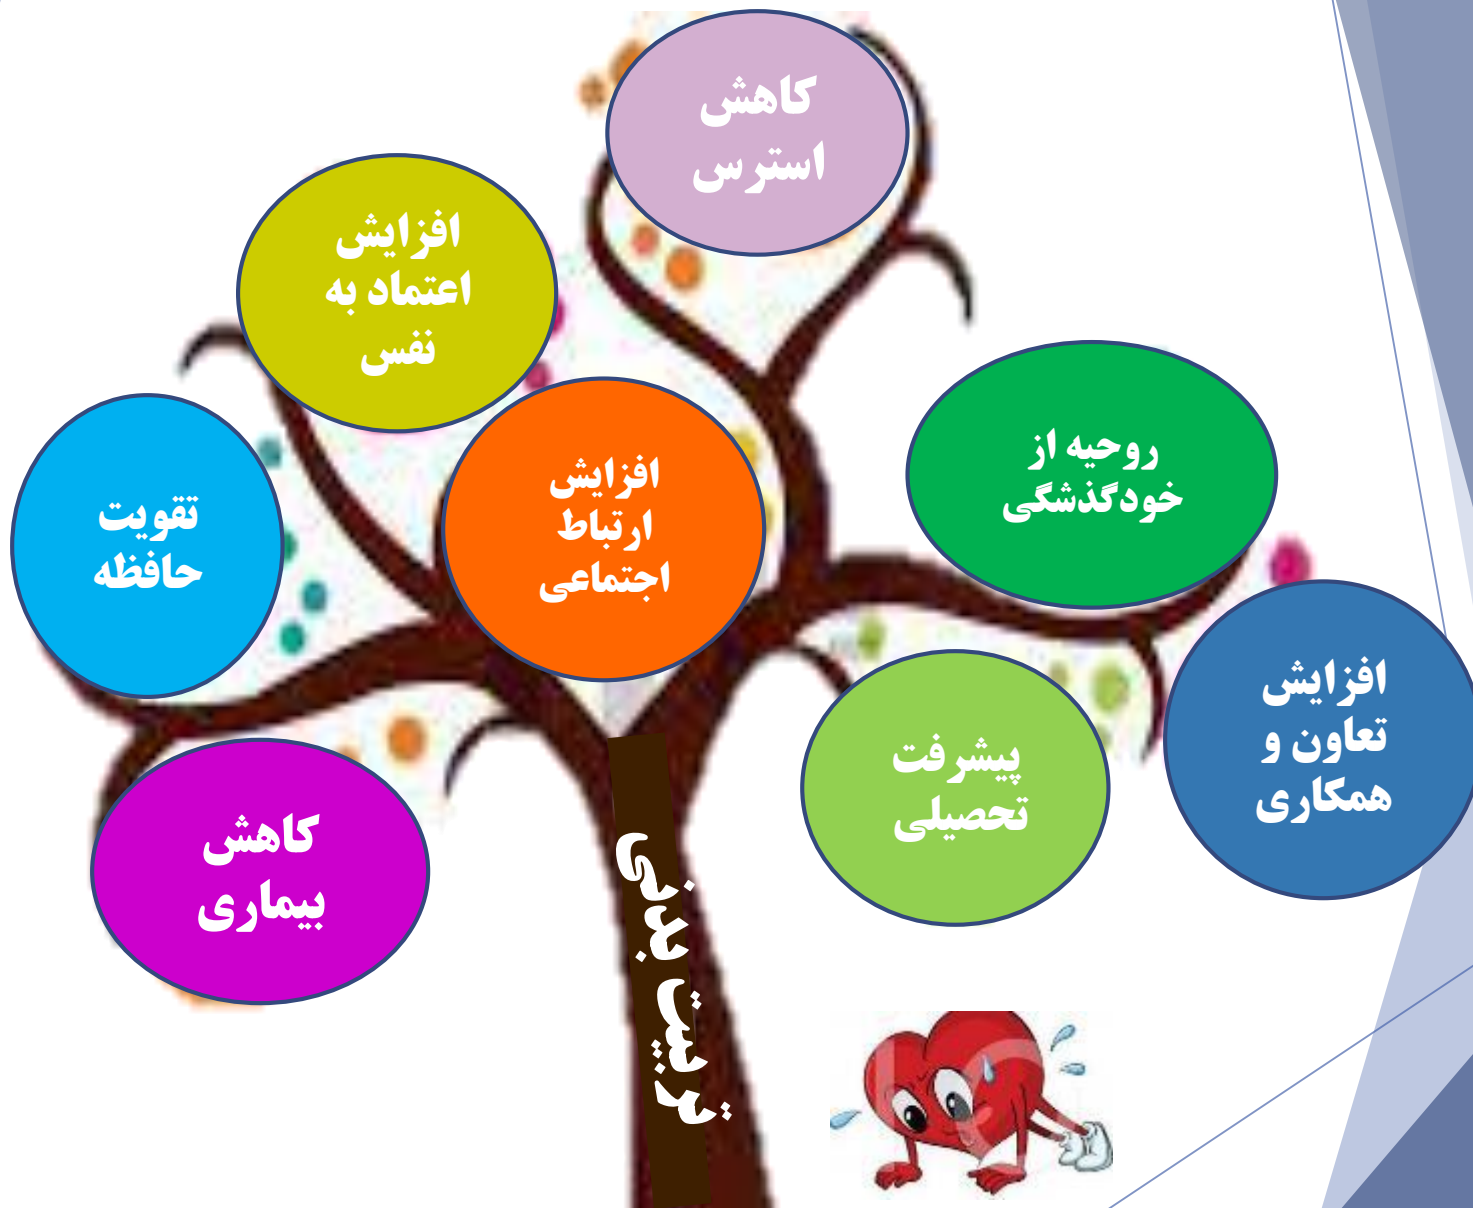 کاهش
استرس
افزایش
اعتماد به
نفس
روحیه از
خودگذشگی
افزایش
ارتباط
اجتماعی
تقویت
حافظه
افزایش
تعاون و
همکاری
پیشرفت
تحصیلی
کاهش
بیماری
تربیت بدنی